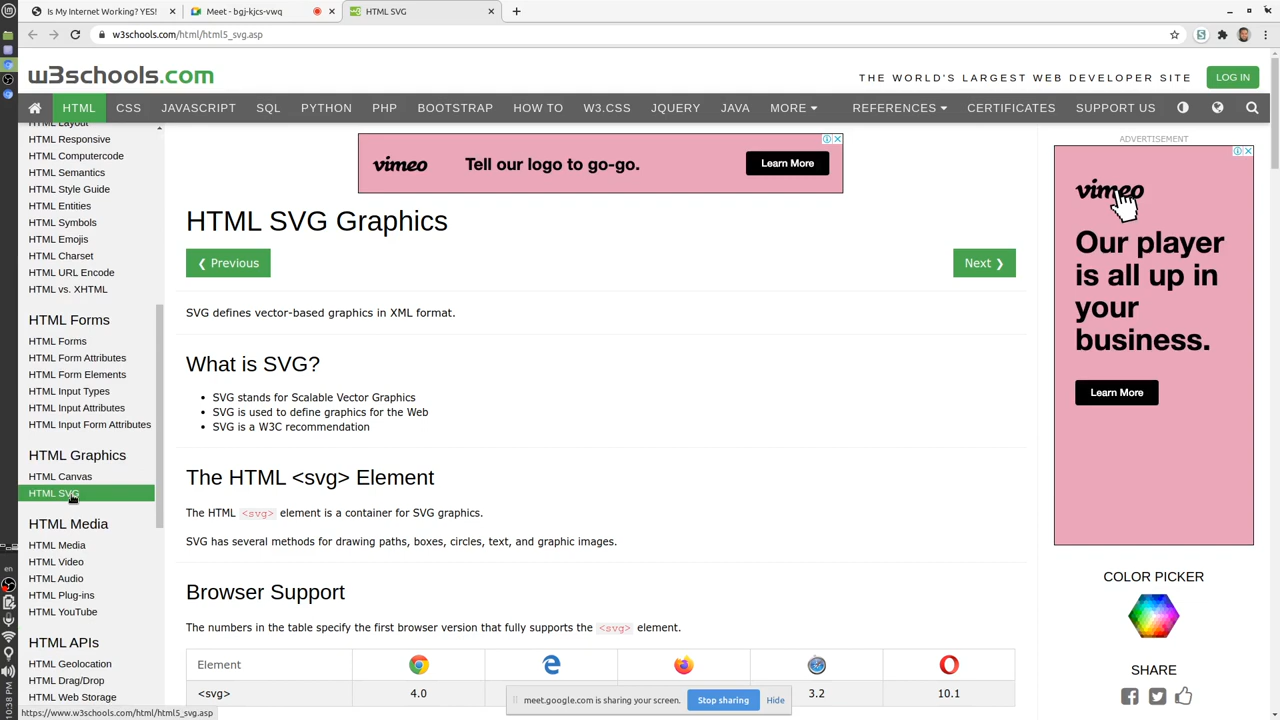 Is My Internet Working? YES!
Meet - bgj-kjcs-vwq
HTML SVG
w3schools.com/html/html5_svg.asp
w3schools.com
THE WORLD'S LARGEST WEB DEVELOPER SITE
LOG IN
HTML CSS JAVASCRIPT SQL PYTHON PHP BOOTSTRAP HOW TO W3.CSS JQUERY JAVA MORE REFERENCES CERTIFICATES SUPPORT US
HTML Layout
HTML Responsive
HTML Computercode
HTML Semantics
HTML Style Guide
HTML Entities
HTML Symbols
HTML Emojis
HTML Charset
HTML URL Encode
HTML vs. XHTML
HTML Forms
HTML Forms
HTML Form Attributes
HTML Form Elements
HTML Input Types
HTML Input Attributes
HTML Input Form Attributes
HTML Graphics
HTML Canvas
HTML SVG
HTML Media
HTML Media
HTML Video
HTML Audio
HTML Plug-ins
HTML YouTube
HTML APIs
HTML Geolocation
HTML Drag/Drop
HTML Web Storage
https://www.w3schools.com/html/html5_svg.asp
vimeo Tell our logo to go-go. Learn More
HTML SVG Graphics
❮ Previous
Next ❯
SVG defines vector-based graphics in XML format.
What is SVG?
• SVG stands for Scalable Vector Graphics
• SVG is used to define graphics for the Web
• SVG is a W3C recommendation
The HTML <svg> Element
The HTML <svg> element is a container for SVG graphics.
SVG has several methods for drawing paths, boxes, circles, text, and graphic images.
Browser Support
The numbers in the table specify the first browser version that fully supports the <svg> element.
Element
<svg> 4.0 3.2 10.1
meet.google.com is sharing your screen. Stop sharing Hide
ADVERTISEMENT
vimeo
Our player
is all up in
your
business.
Learn More
COLOR PICKER
SHARE
en
10:38 PM